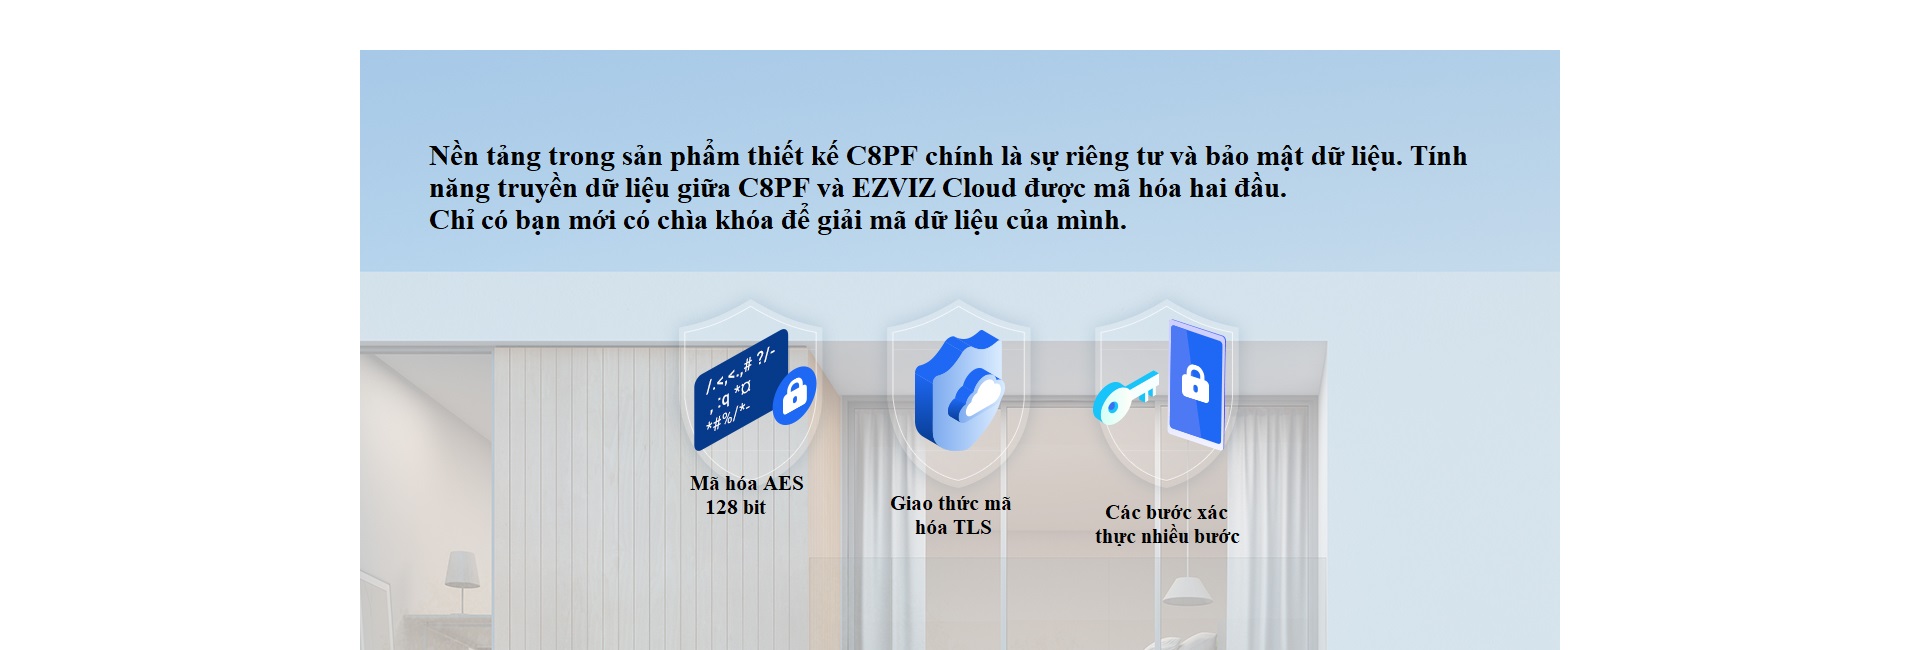 Nền tảng trong sản phẩm thiết kế C8PF chính là sự riêng tư và bảo mật dữ liệu. Tính
năng truyền dữ liệu giữa C8PF và EZVIZ Cloud được mã hóa hai đầu.
Chỉ có bạn mới có chìa khóa để giải mã dữ liệu của mình.
/.<,<.,# ?/-
, :q *¤
*#%/*-
Mã hóa AES
128 bit
Giao thức mã
hóa TLS
Các bước xác
thực nhiều bước